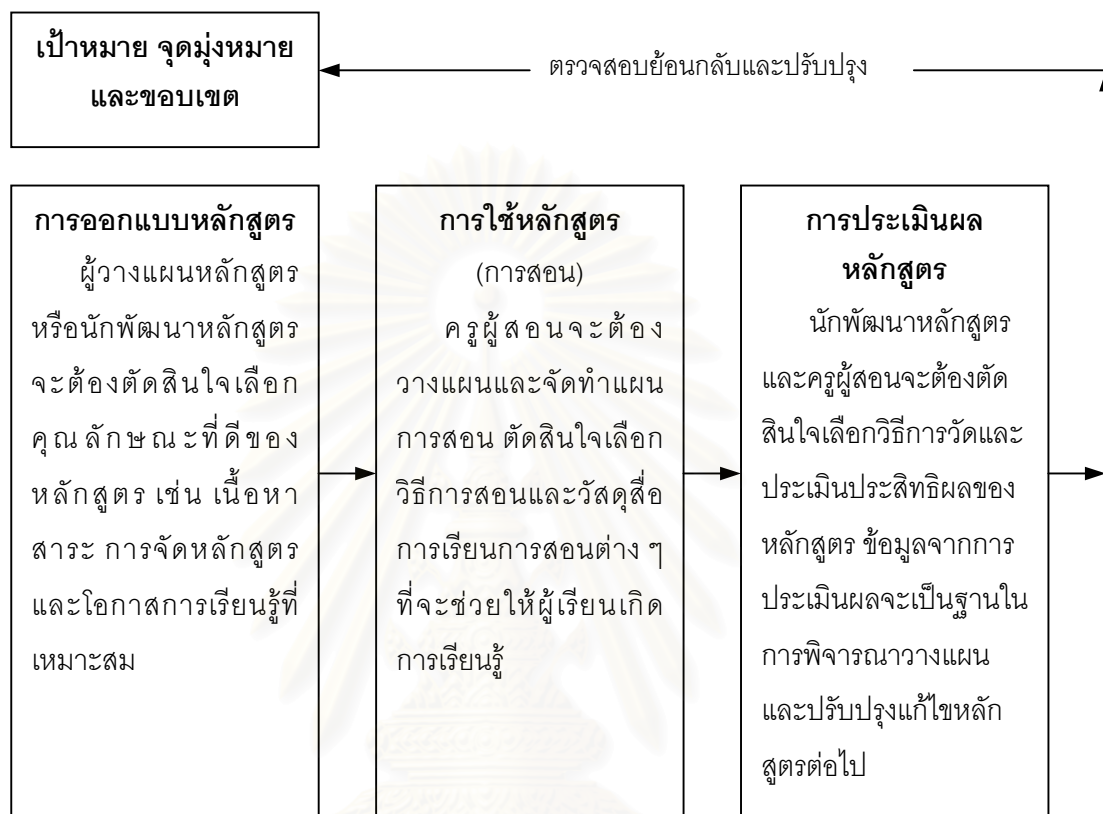 เป้าหมาย จุดมุ่งหมาย
และขอบเขต
ตรวจสอบย้อนกลับและปรับปรุง
การออกแบบหลักสูตร
ผู้วางแผนหลักสูตร
หรือนักพัฒนาหลักสูตร
จะต้องตัดสินใจเลือก
คุณลักษณะที่ดีของ
หลักสูตร เช่น เนื้อหา
สาระ การจัดหลักสูตร
และโอกาสการเรียนรู้ที่
เหมาะสม
การใช้หลักสูตร
(การสอน)
ครูผู้สอนจะต้อง
วางแผนและจัดทำแผน
การสอน ตัดสินใจเลือก
วิธีการสอนและวัสดุสื่อ
การเรียนการสอนต่าง ๆ
ที่จะช่วยให้ผู้เรียนเกิด
การเรียนรู้
การประเมินผล
หลักสูตร
นักพัฒนาหลักสูตร
และครูผู้สอนจะต้องตัด
สินใจเลือกวิธีการวัดและ
ประเมินประสิทธิผลของ
หลักสูตร ข้อมูลจากการ
ประเมินผลจะเป็นฐานใน
การพิจารณาวางแผน
และปรับปรุงแก้ไขหลัก
สูตรต่อไป